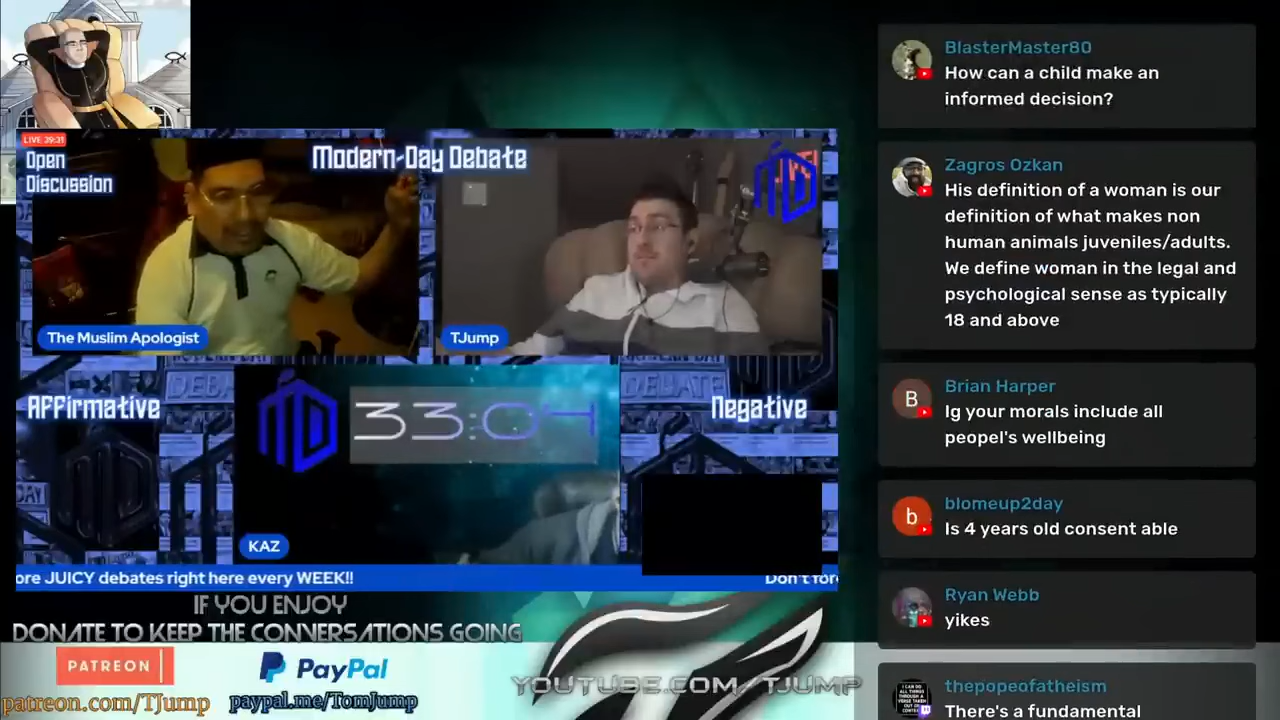 LIVE 39:31
Open
Discussion
Modern-Day Debate
The Muslim Apologist
TJump
Affirmative
Negative
33:04
KAZ
ore JUICY debates right here every WEEK!!
Don't for
IF YOU ENJOY
DONATE TO KEEP THE CONVERSATIONS GOING
PATREON
PayPal
patreon.com/TJump
paypal.me/TomJump
YOUTUBE.COM/TJUMP
BlasterMaster80
How can a child make an
informed decision?
Zagros Ozkan
His definition of a woman is our
definition of what makes non
human animals juveniles/adults.
We define woman in the legal and
psychological sense as typically
18 and above
B
Brian Harper
Ig your morals include all
peopel's wellbeing
b
blomeup2day
Is 4 years old consent able
Ryan Webb
yikes
thepopeofatheism
There's a fundamental